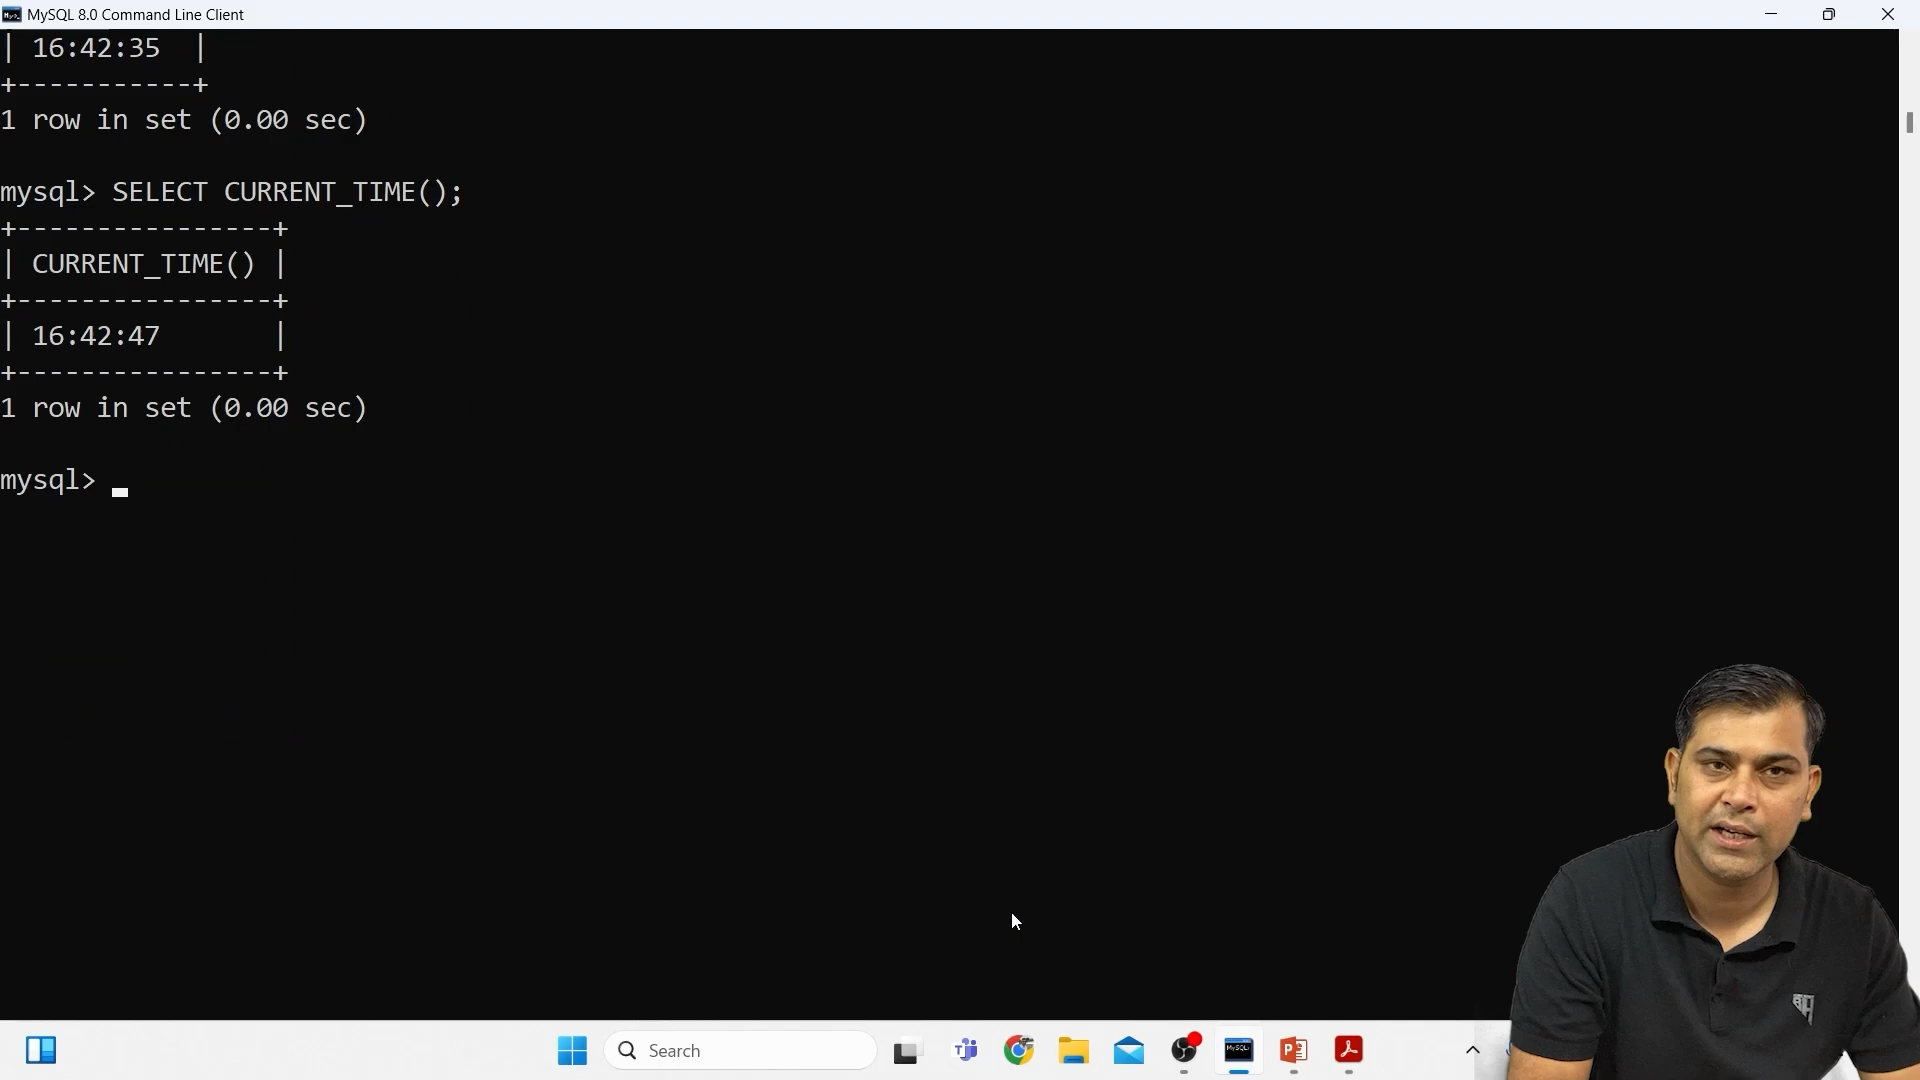 MySQL 8.0 Command Line Client
| 16:42:35  |
+-----------+
1 row in set (0.00 sec)
mysql> SELECT CURRENT_TIME();
+----------------+
| CURRENT_TIME() |
+----------------+
| 16:42:47       |
+----------------+
1 row in set (0.00 sec)
mysql>
Search